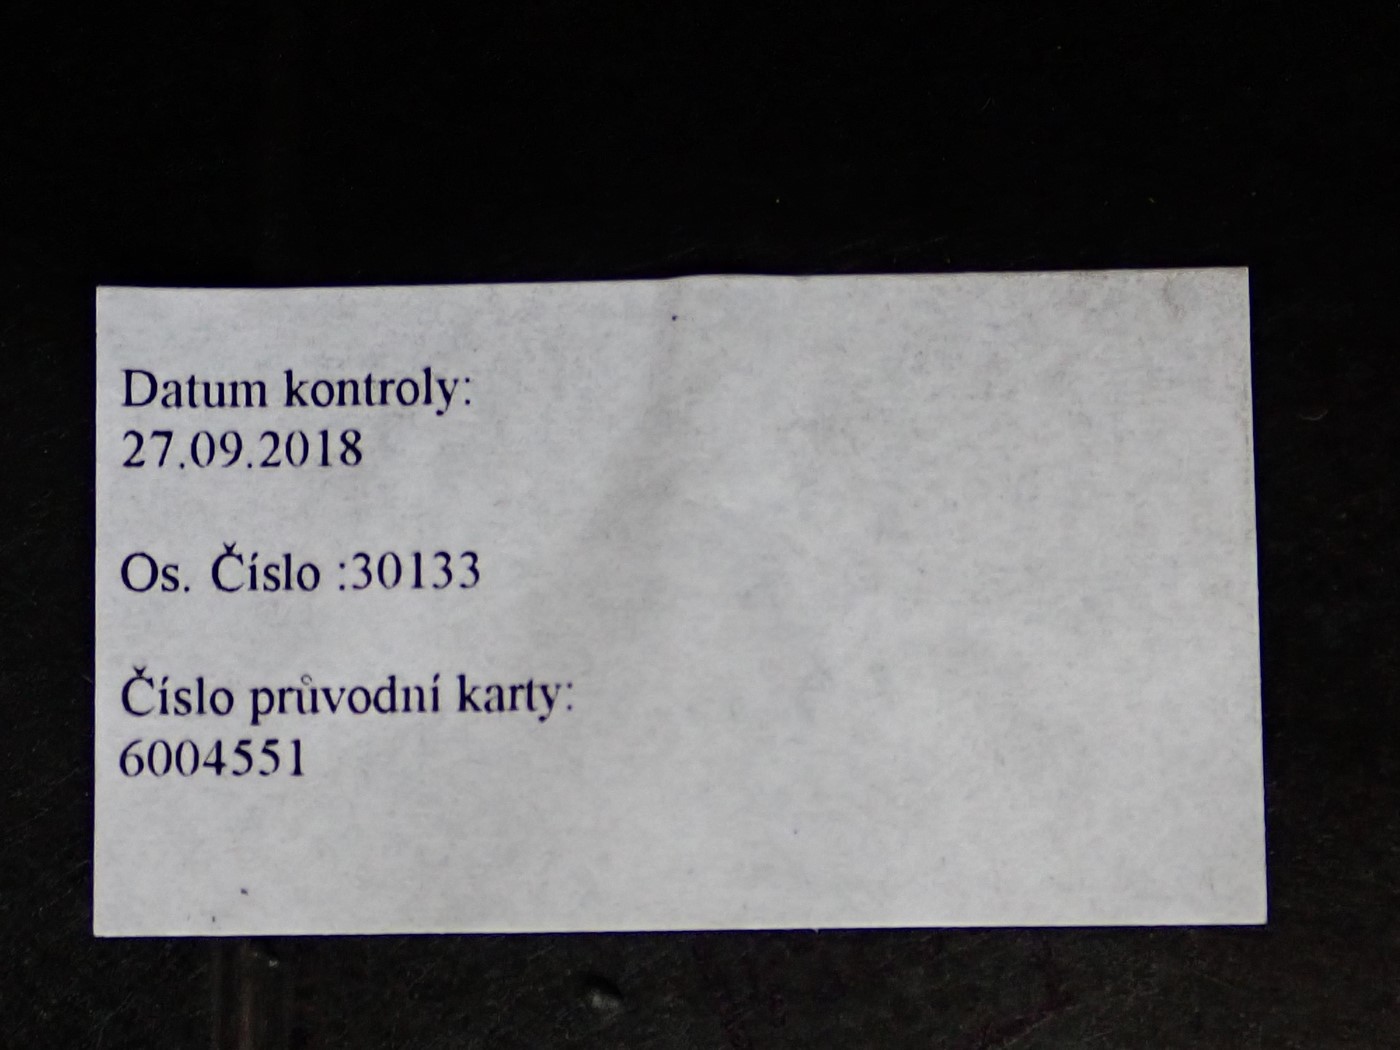 Datum kontroly:
27.09.2018
Os. Číslo :30133
Číslo průvodní karty:
6004551